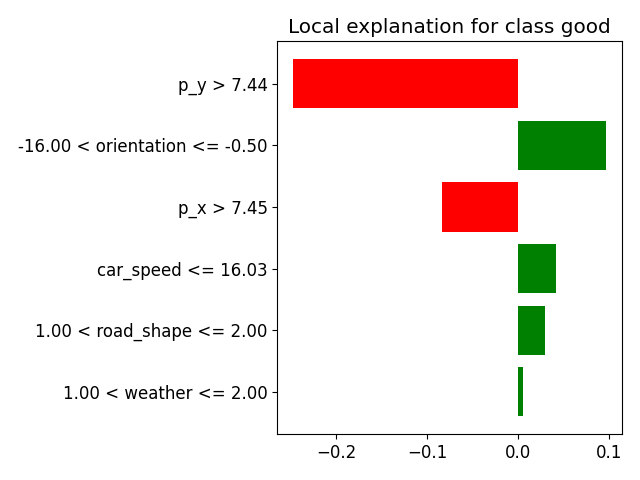 Local explanation for class good
p_y > 7.44
-16.00 < orientation <= -0.50
p_x > 7.45
car_speed <= 16.03
1.00 < road_shape <= 2.00
1.00 < weather <= 2.00
−0.2 −0.1 0.0 0.1